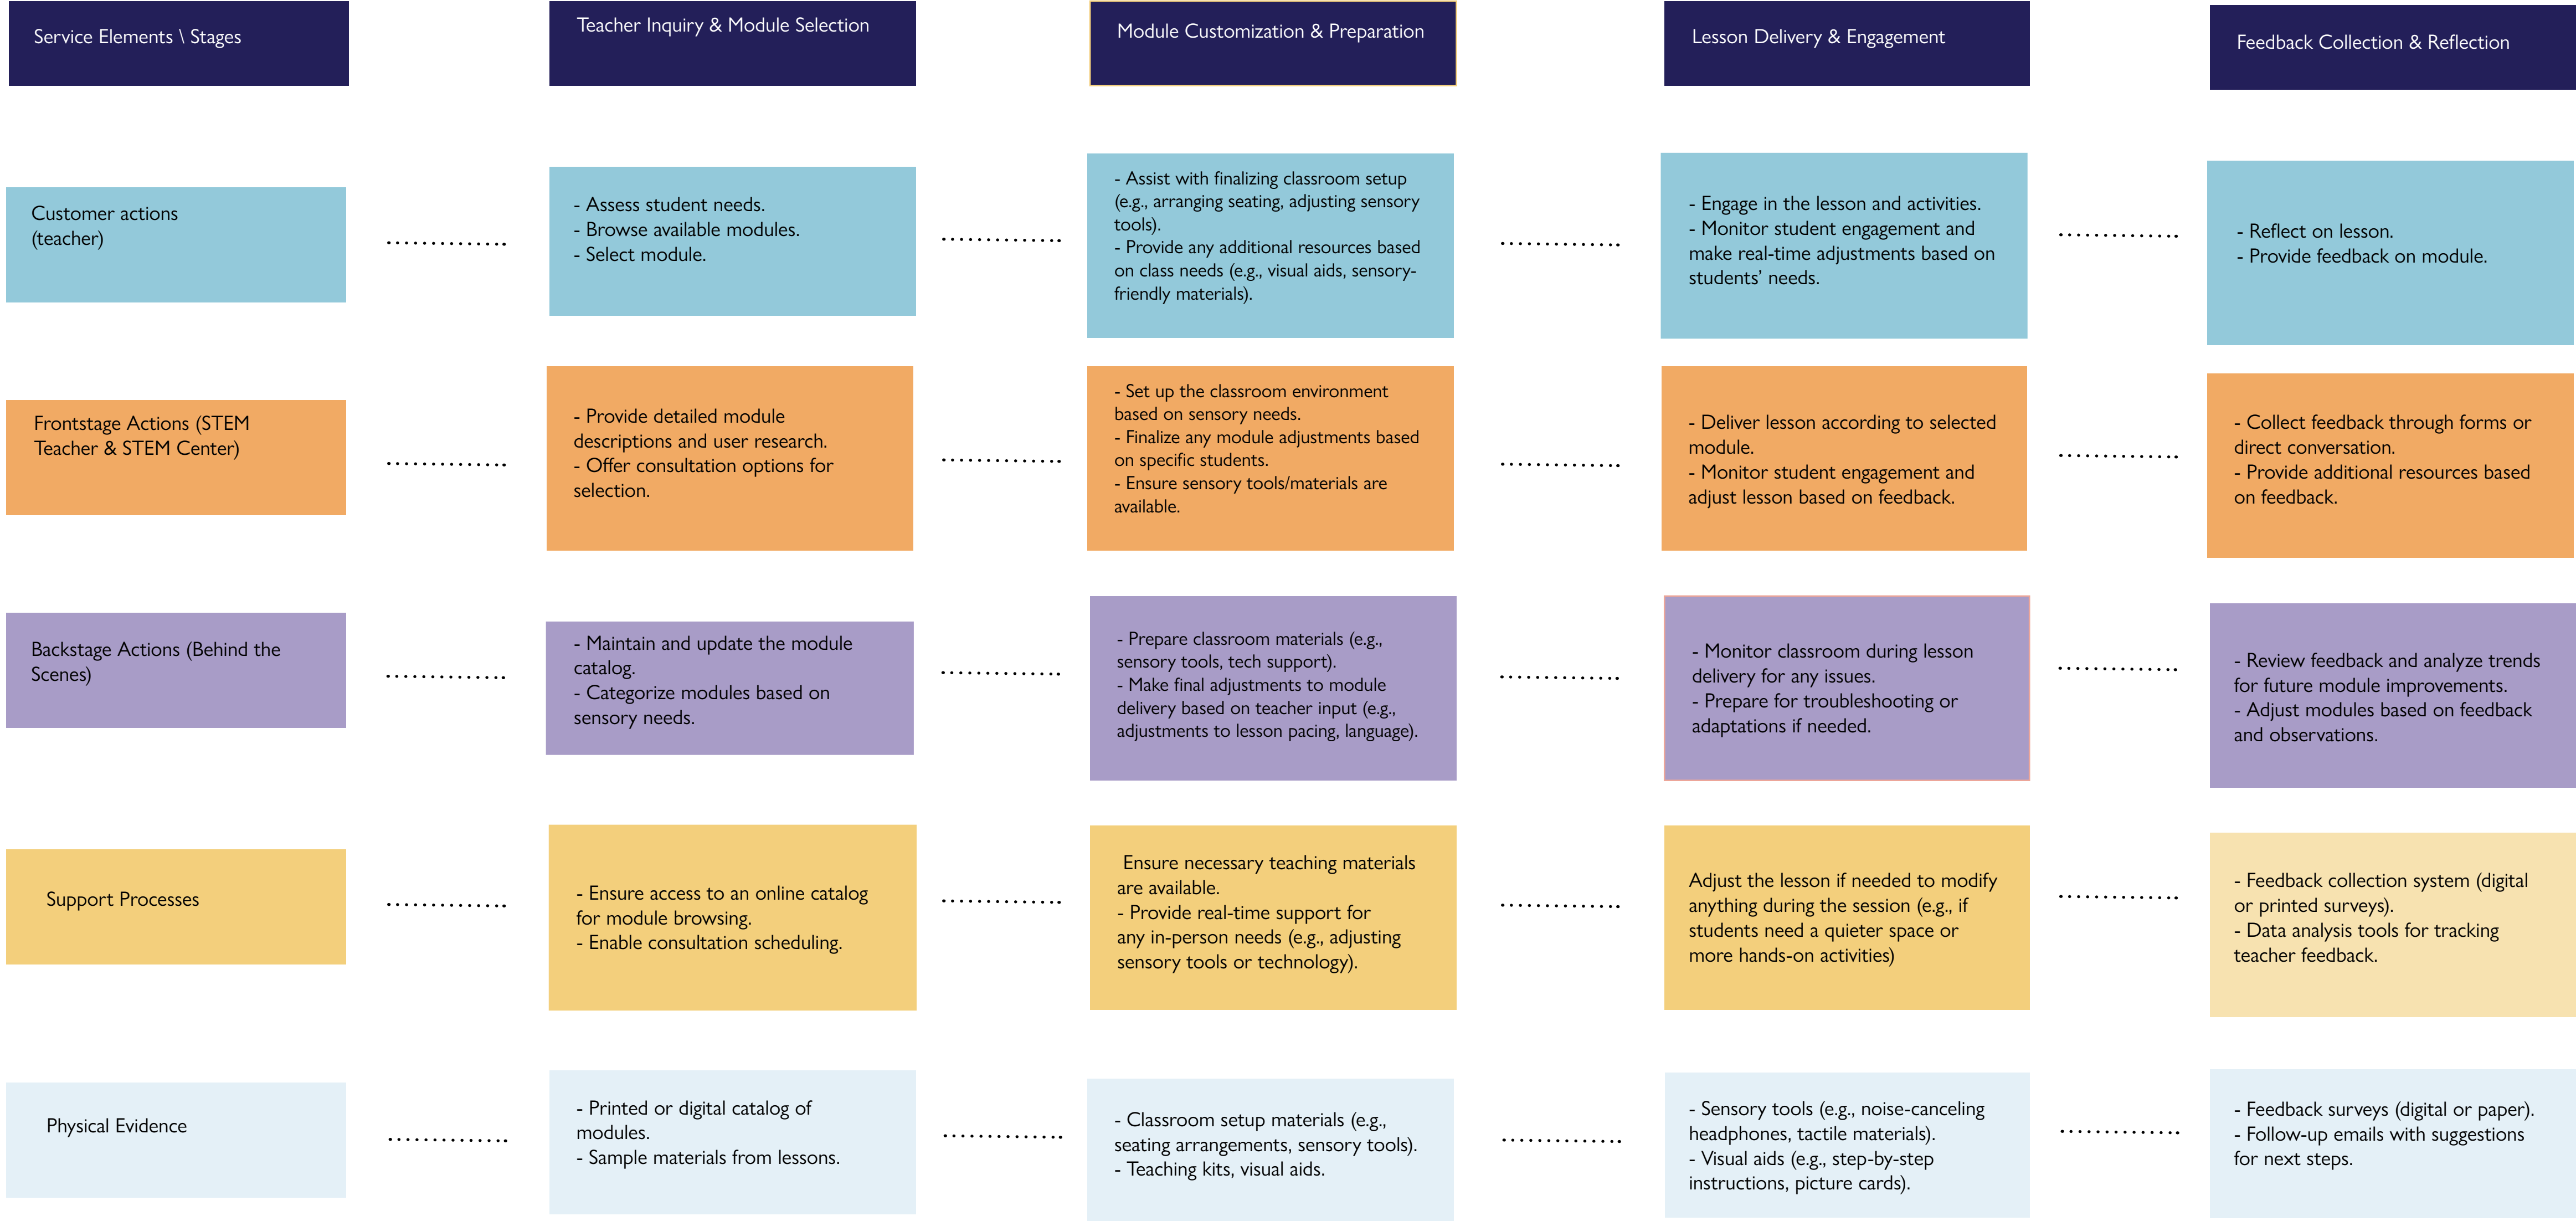 Service Elements \ Stages
Teacher Inquiry & Module Selection
Module Customization & Preparation
Lesson Delivery & Engagement
Feedback Collection & Reflection
Customer actions
(teacher)
- Assess student needs.
- Browse available modules.
- Select module.
- Assist with finalizing classroom setup
(e.g., arranging seating, adjusting sensory
tools).
- Provide any additional resources based
on class needs (e.g., visual aids, sensory-
friendly materials).
- Engage in the lesson and activities.
- Monitor student engagement and
make real-time adjustments based on
students’ needs.
- Reflect on lesson.
- Provide feedback on module.
Frontstage Actions (STEM
Teacher & STEM Center)
- Provide detailed module
descriptions and user research.
- Offer consultation options for
selection.
- Set up the classroom environment
based on sensory needs.
- Finalize any module adjustments based
on specific students.
- Ensure sensory tools/materials are
available.
- Deliver lesson according to selected
module.
- Monitor student engagement and
adjust lesson based on feedback.
- Collect feedback through forms or
direct conversation.
- Provide additional resources based
on feedback.
Backstage Actions (Behind the
Scenes)
- Maintain and update the module
catalog.
- Categorize modules based on
sensory needs.
- Prepare classroom materials (e.g.,
sensory tools, tech support).
- Make final adjustments to module
delivery based on teacher input (e.g.,
adjustments to lesson pacing, language).
- Monitor classroom during lesson
delivery for any issues.
- Prepare for troubleshooting or
adaptations if needed.
- Review feedback and analyze trends
for future module improvements.
- Adjust modules based on feedback
and observations.
Support Processes
- Ensure access to an online catalog
for module browsing.
- Enable consultation scheduling.
Ensure necessary teaching materials
are available.
- Provide real-time support for
any in-person needs (e.g., adjusting
sensory tools or technology).
Adjust the lesson if needed to modify
anything during the session (e.g., if
students need a quieter space or
more hands-on activities)
- Feedback collection system (digital
or printed surveys).
- Data analysis tools for tracking
teacher feedback.
Physical Evidence
- Printed or digital catalog of
modules.
- Sample materials from lessons.
- Classroom setup materials (e.g.,
seating arrangements, sensory tools).
- Teaching kits, visual aids.
- Sensory tools (e.g., noise-canceling
headphones, tactile materials).
- Visual aids (e.g., step-by-step
instructions, picture cards).
- Feedback surveys (digital or paper).
- Follow-up emails with suggestions
for next steps.